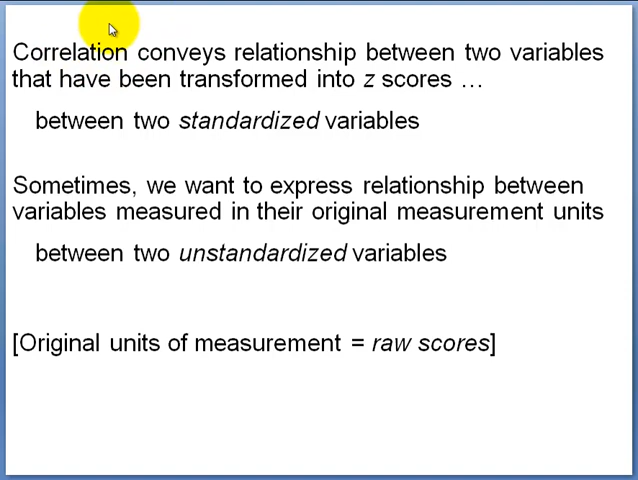 Correlation conveys relationship between two variables
that have been transformed into z scores …
between two standardized variables
Sometimes, we want to express relationship between
variables measured in their original measurement units
between two unstandardized variables
[Original units of measurement = raw scores]